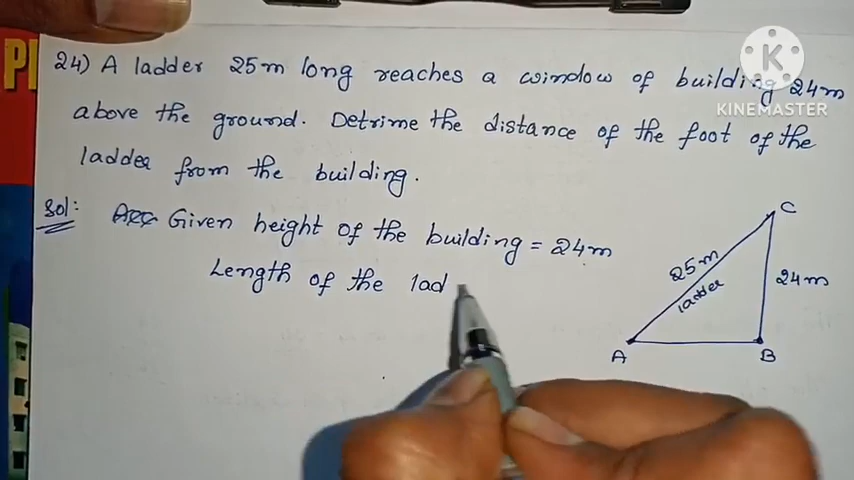 24) A ladder 25m long reaches a window of building 24m
above the ground. Detrime the distance of the foot of the
ladder from the building.
Sol: Given height of the building = 24m
Length of the lad
C
25m
ladder
24m
A
B
K
KINEMASTER
P